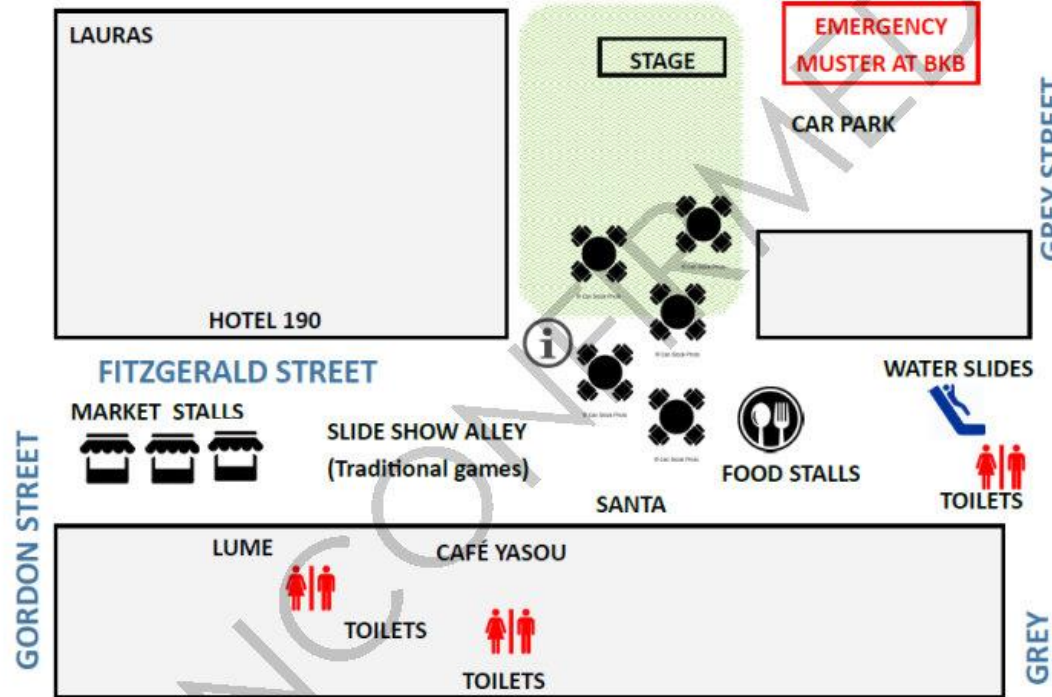 LAURAS
STAGE
EMERGENCY
MUSTER AT BKB
CAR PARK
GREY STREET
HOTEL 190
FITZGERALD STREET
WATER SLIDES
MARKET STALLS
SLIDE SHOW ALLEY
(Traditional games)
FOOD STALLS
TOILETS
SANTA
GORDON STREET
LUME
CAFÉ YASOU
TOILETS
TOILETS
GREY
NCONFIRMED